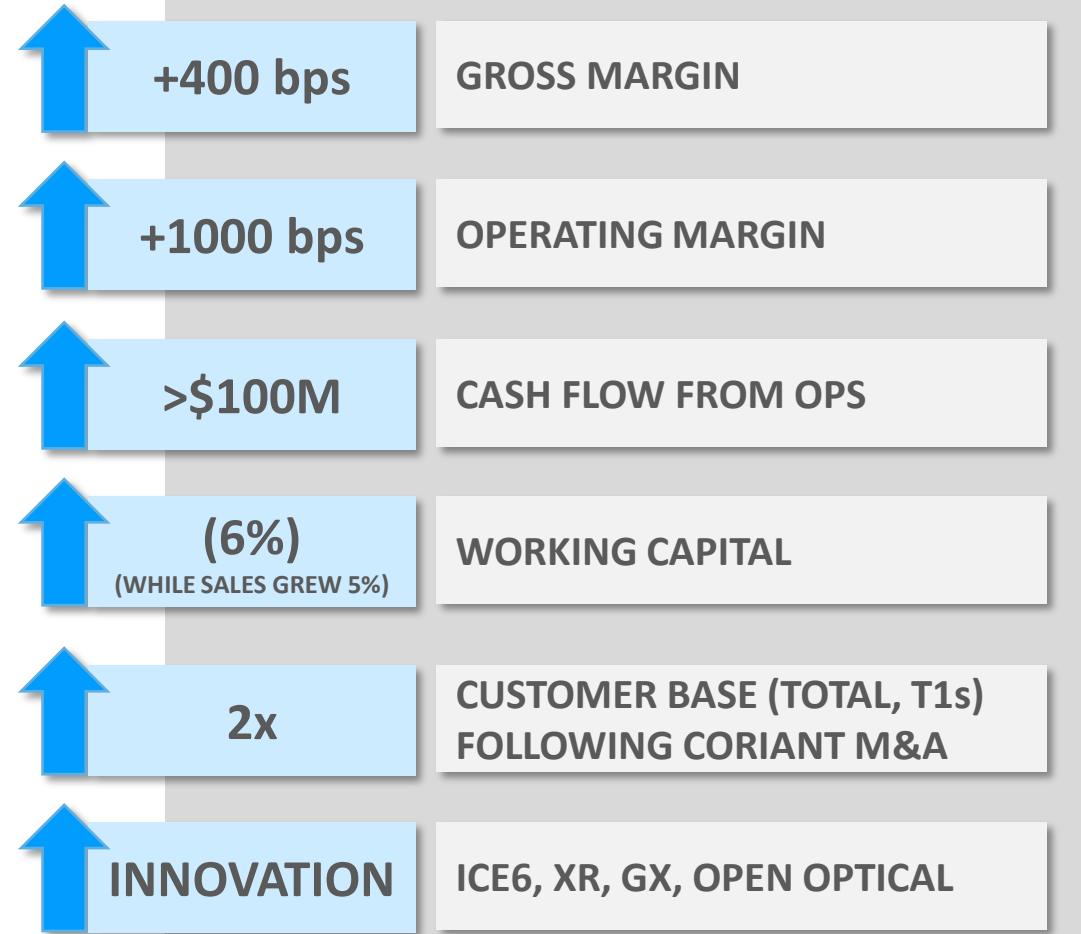 +400 bps
GROSS MARGIN
+1000 bps
OPERATING MARGIN
>$100M
CASH FLOW FROM OPS
(6%)
(WHILE SALES GREW 5%)
WORKING CAPITAL
2x
CUSTOMER BASE (TOTAL, T1s)
FOLLOWING CORIANT M&A
INNOVATION
ICE6, XR, GX, OPEN OPTICAL